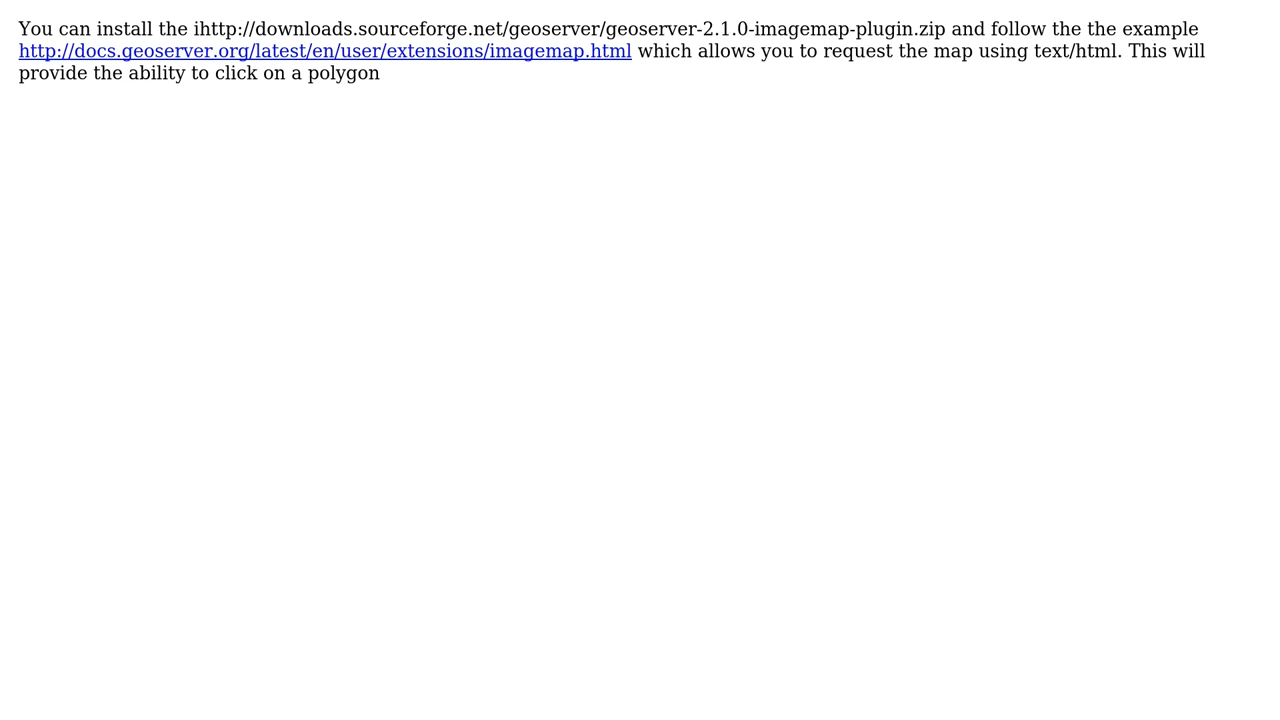 You can install the ihttp://downloads.sourceforge.net/geoserver/geoserver-2.1.0-imagemap-plugin.zip and follow the the example
http://docs.geoserver.org/latest/en/user/extensions/imagemap.html which allows you to request the map using text/html. This will
provide the ability to click on a polygon